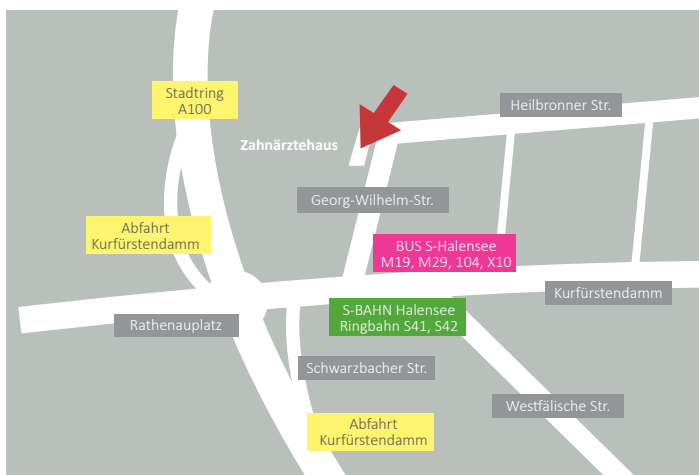 Stadtring
A100
Heilbronner Str.
Zahnärztehaus
Georg-Wilhelm-Str.
Abfahrt
Kurfürstendamm
BUS S-Halensee
M19, M29, 104, X10
Kurfürstendamm
S-BAHN Halensee
Ringbahn S41, S42
Rathenauplatz
Schwarzbacher Str.
Westfälische Str.
Abfahrt
Kurfürstendamm